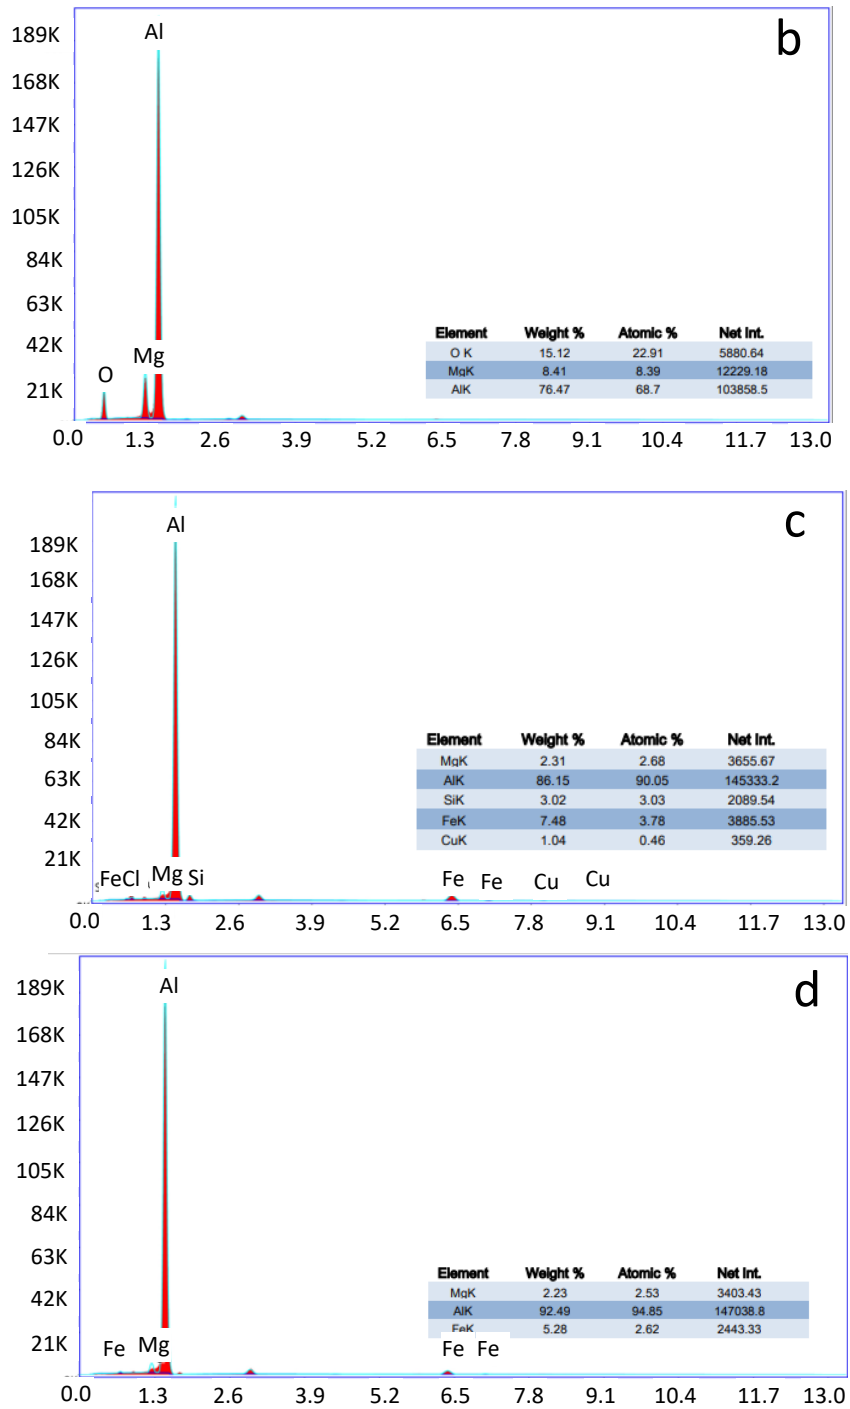 b
189K
Al
168K
147K
126K
105K
84K
63K
42K
21K
O
Mg
Element Weight % Atomic % Net Int.
O K 15.12 22.91 5880.64
MgK 8.41 8.39 12229.18
AlK 76.47 68.7 103858.5
0.0 1.3 2.6 3.9 5.2 6.5 7.8 9.1 10.4 11.7 13.0
c
Al
189K
168K
147K
126K
105K
84K
63K
42K
21K
Element Weight % Atomic % Net Int.
MgK 2.31 2.68 3655.67
AlK 86.15 90.05 145333.2
SiK 3.02 3.03 2089.54
FeK 7.48 3.78 3885.53
CuK 1.04 0.46 359.26
FeCl Mg Si Fe Fe Cu Cu
0.0 1.3 2.6 3.9 5.2 6.5 7.8 9.1 10.4 11.7 13.0
d
Al
189K
168K
147K
126K
105K
84K
63K
42K
21K
Element Weight % Atomic % Net Int.
MgK 2.23 2.53 3403.43
AlK 92.49 94.85 147038.8
FeK 5.28 2.62 2443.33
Fe Mg Fe Fe
0.0 1.3 2.6 3.9 5.2 6.5 7.8 9.1 10.4 11.7 13.0